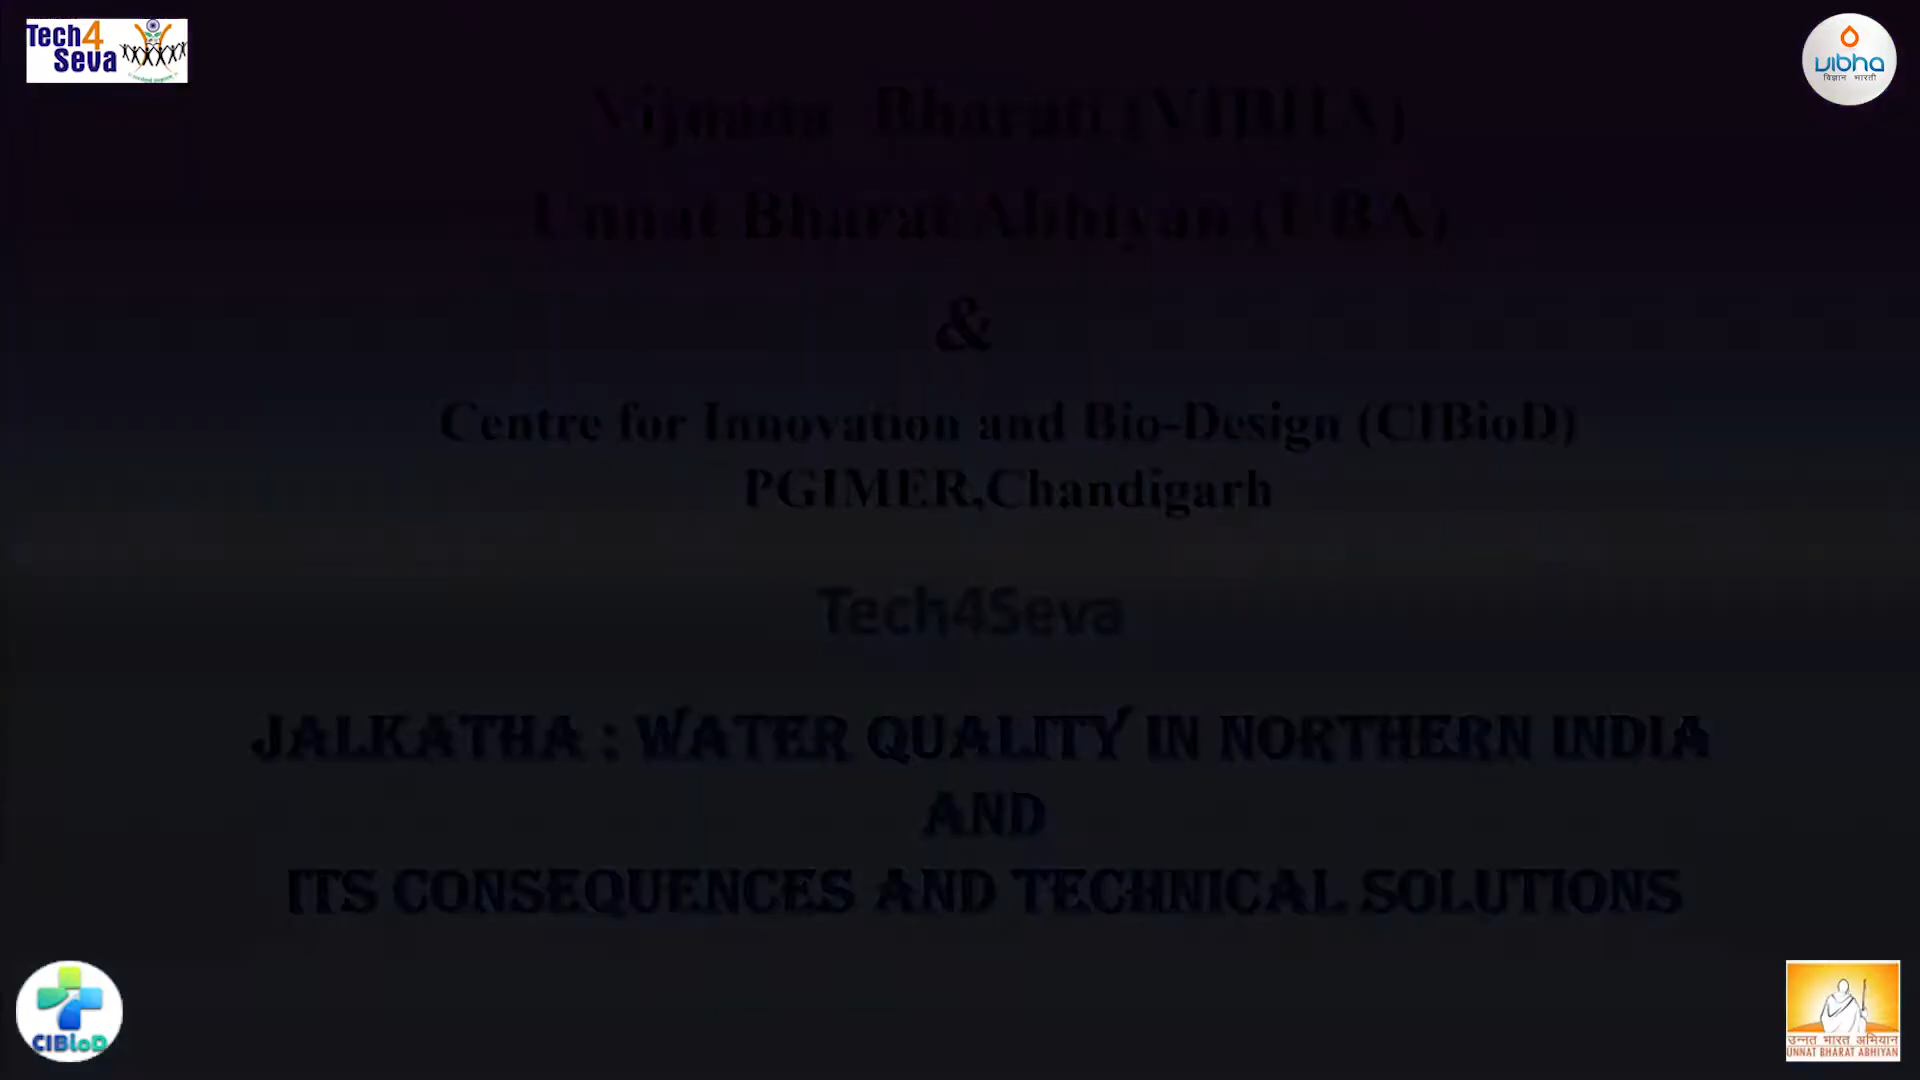 Tech4
Seva
vibha
विज्ञान भारती
Vijnana Bharati (VIBHA)
Unnat Bharat Abhiyan (UBA)
&
Centre for Innovation and Bio-Design (CIBioD)
PGIMER,Chandigarh
Tech4Seva
JALKATHA : WATER QUALITY IN NORTHERN INDIA
AND
ITS CONSEQUENCES AND TECHNICAL SOLUTIONS
CIBioD
उन्नत भारत अभियान
UNNAT BHARAT ABHIYAN